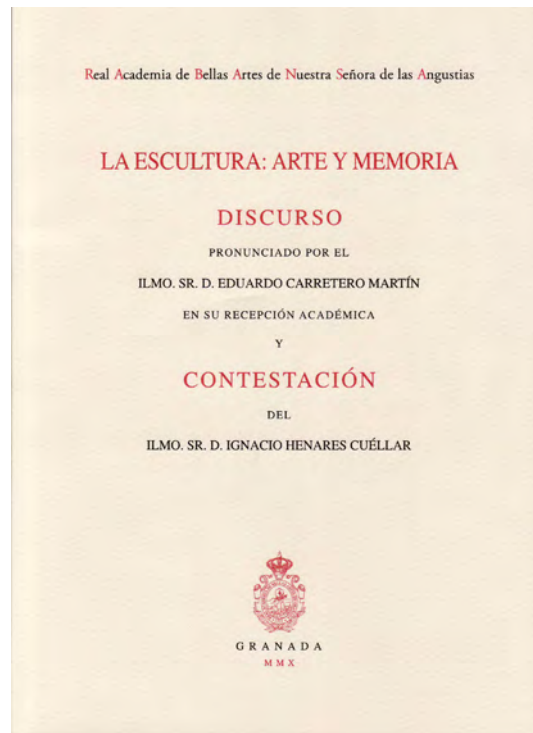 Real Academia de Bellas Artes de Nuestra Señora de las Angustias
LA ESCULTURA: ARTE Y MEMORIA
DISCURSO
PRONUNCIADO POR EL
ILMO. SR. D. EDUARDO CARRETERO MARTÍN
EN SU RECEPCIÓN ACADÉMICA
Y
CONTESTACIÓN
DEL
ILMO. SR. D. IGNACIO HENARES CUÉLLAR
GRANADA
MMX